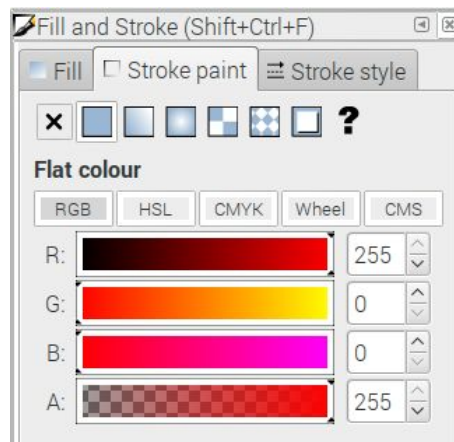 Fill and Stroke (Shift+Ctrl+F)
Fill Stroke paint Stroke style
?
Flat colour
RGB HSL CMYK Wheel CMS
R: 255
G: 0
B: 0
A: 255